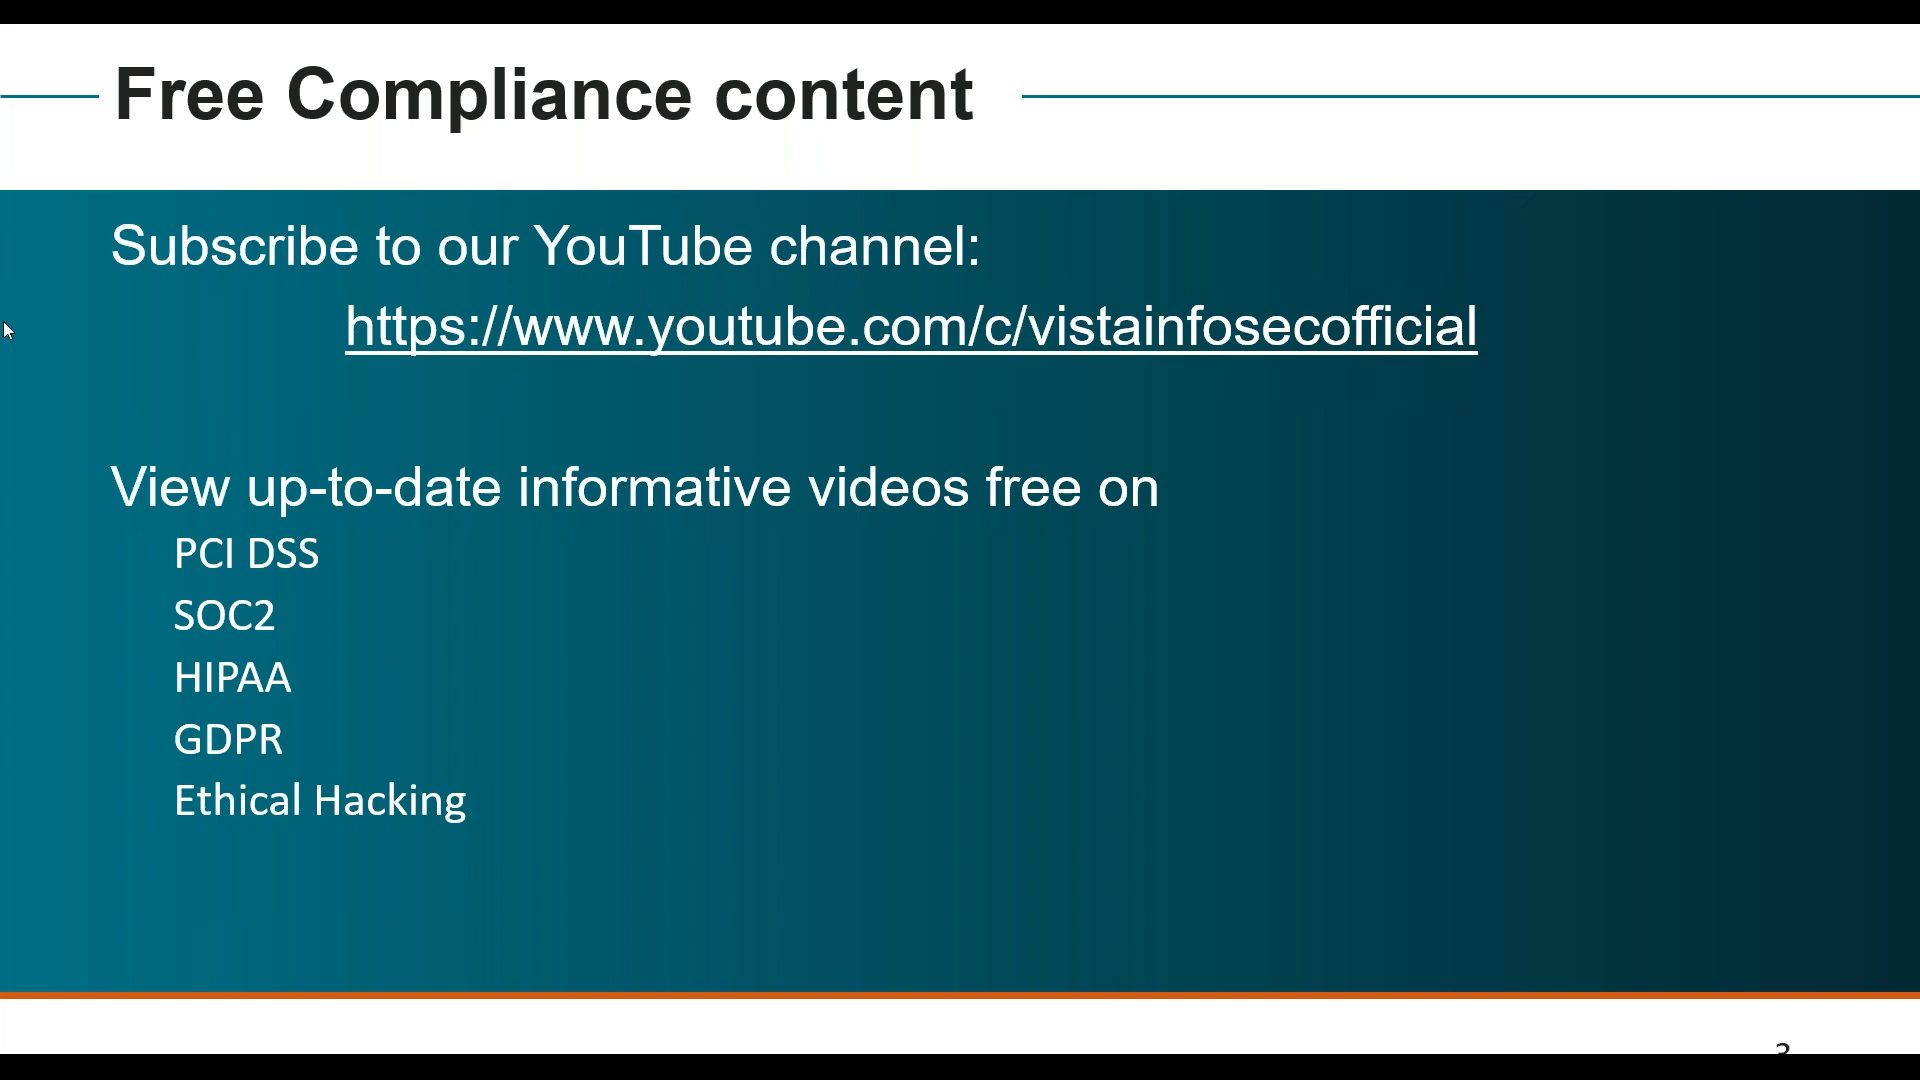 Free Compliance content
Subscribe to our YouTube channel:
https://www.youtube.com/c/vistainfosecofficial
View up-to-date informative videos free on
PCI DSS
SOC2
HIPAA
GDPR
Ethical Hacking